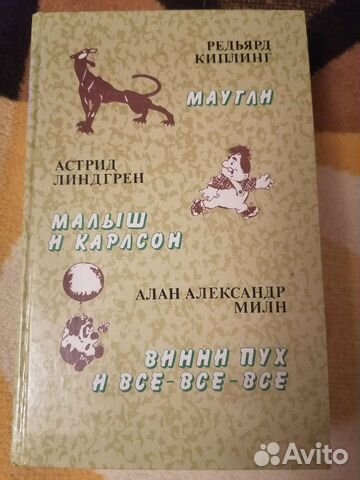 РЕДЬЯРД
КИПЛИНГ
МАУГЛИ
АСТРИД
ЛИНДГРЕН
МАЛЫШ
И КАРЛСОН
АЛАН АЛЕКСАНДР
МИЛН
ВИННИ ПУХ
И ВСЕ-ВСЕ-ВСЕ
Avito